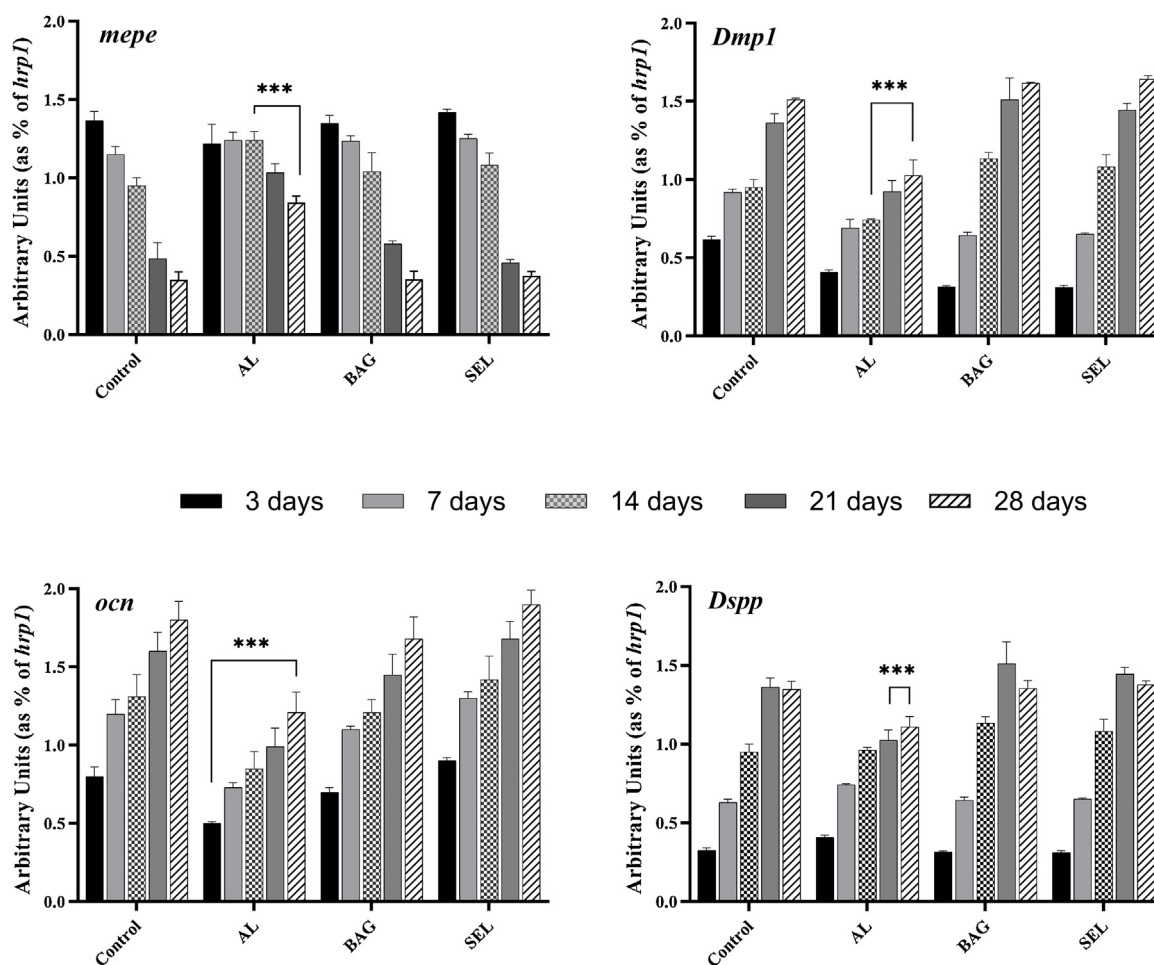 mepe
Arbitrary Units (as % of hrp1)
2.0
1.5
1.0
0.5
0.0
***
Control
AL
BAG
SEL
Dmp1
Arbitrary Units (as % of hrp1)
2.0
1.5
1.0
0.5
0.0
***
Control
AL
BAG
SEL
3 days 7 days 14 days 21 days 28 days
ocn
Arbitrary Units (as % of hrp1)
2.0
1.5
1.0
0.5
0.0
***
Control
AL
BAG
SEL
Dspp
Arbitrary Units (as % of hrp1)
2.0
1.5
1.0
0.5
0.0
***
Control
AL
BAG
SEL